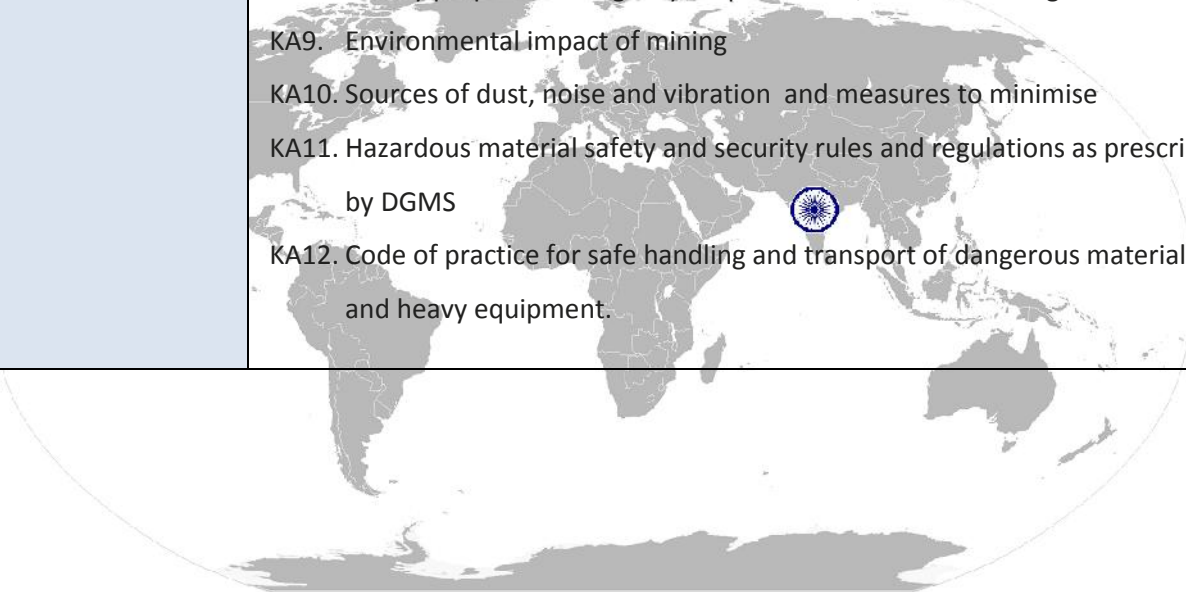 KA9. Environmental impact of mining
KA10. Sources of dust, noise and vibration and measures to minimise
KA11. Hazardous material safety and security rules and regulations as prescri
by DGMS
KA12. Code of practice for safe handling and transport of dangerous material
and heavy equipment.